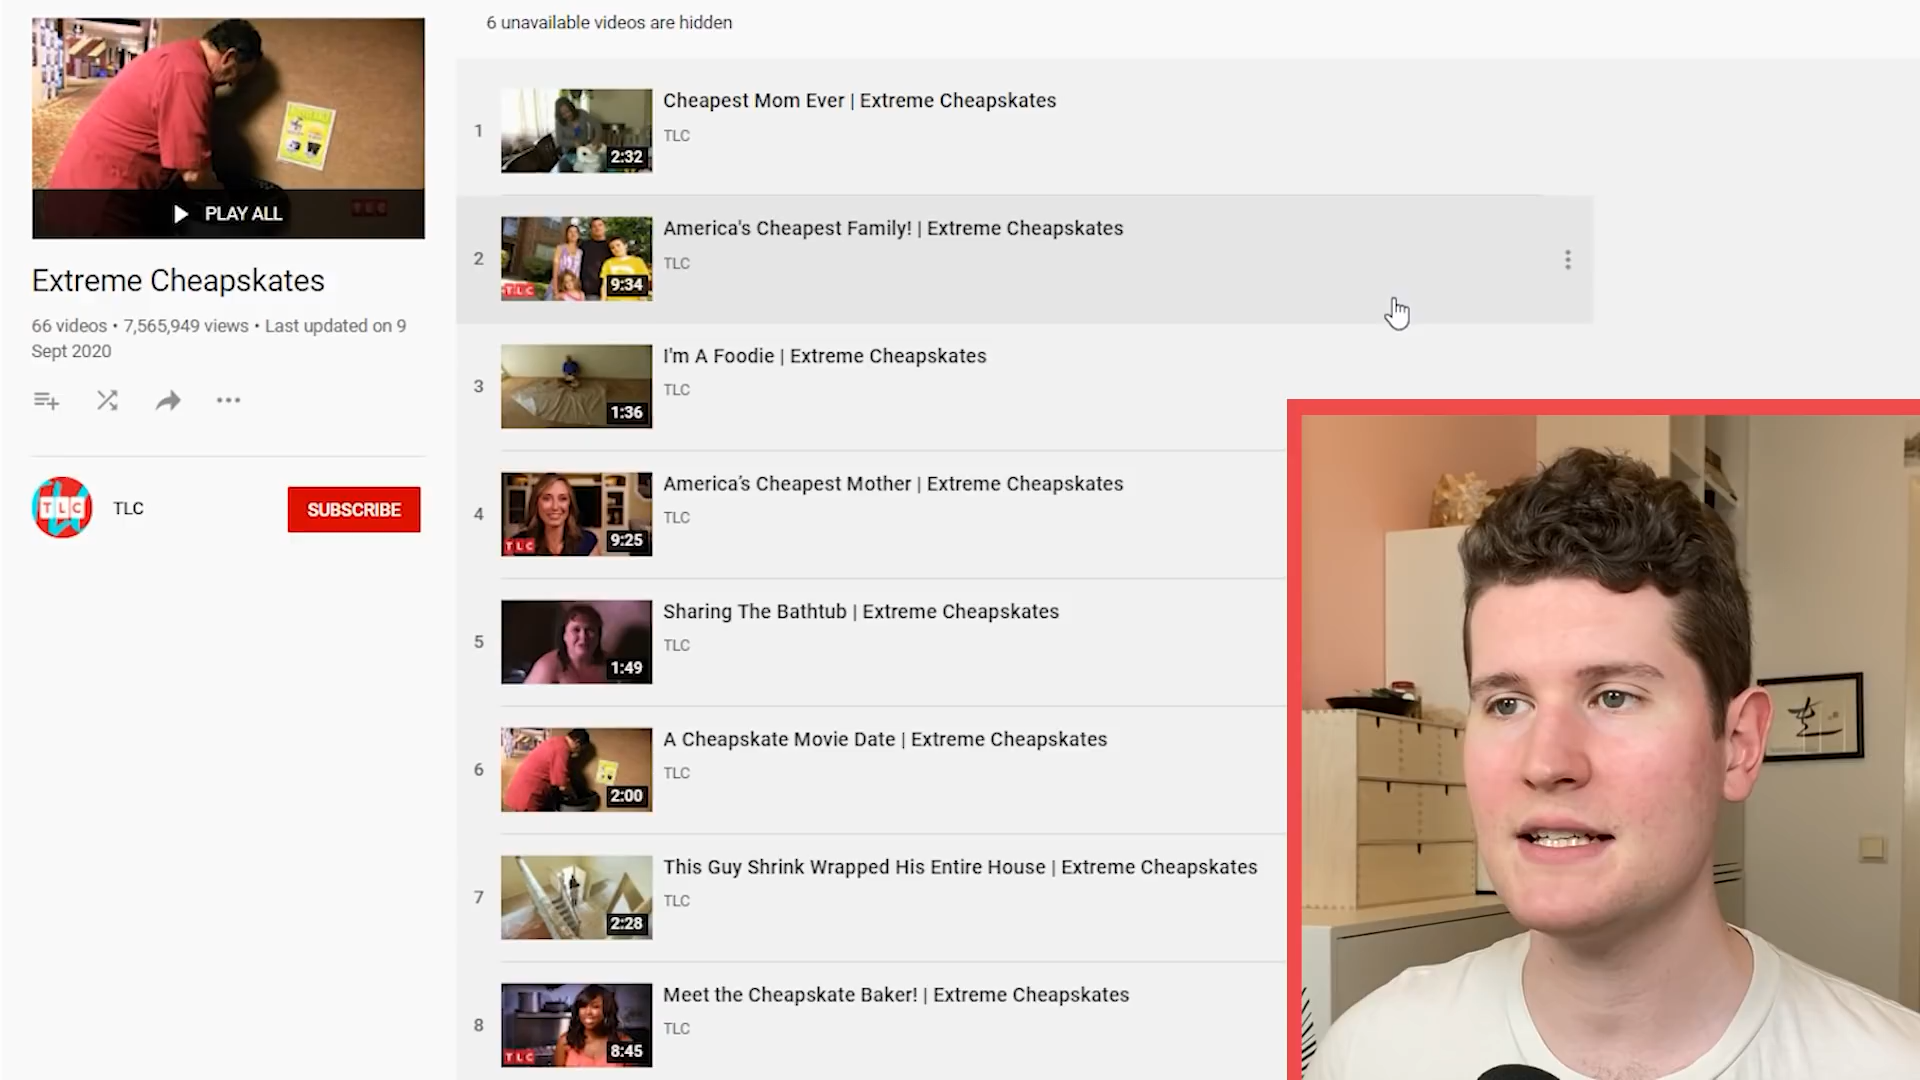 PLAY ALL
Extreme Cheapskates
66 videos • 7,565,949 views • Last updated on 9
Sept 2020
TLC
TLC
SUBSCRIBE
6 unavailable videos are hidden
1
2:32
Cheapest Mom Ever | Extreme Cheapskates
TLC
2
TLC
9:34
America's Cheapest Family! | Extreme Cheapskates
TLC
3
1:36
I'm A Foodie | Extreme Cheapskates
TLC
4
TLC
9:25
America’s Cheapest Mother | Extreme Cheapskates
TLC
5
1:49
Sharing The Bathtub | Extreme Cheapskates
TLC
6
2:00
A Cheapskate Movie Date | Extreme Cheapskates
TLC
7
2:28
This Guy Shrink Wrapped His Entire House | Extreme Cheapskates
TLC
8
TLC
8:45
Meet the Cheapskate Baker! | Extreme Cheapskates
TLC